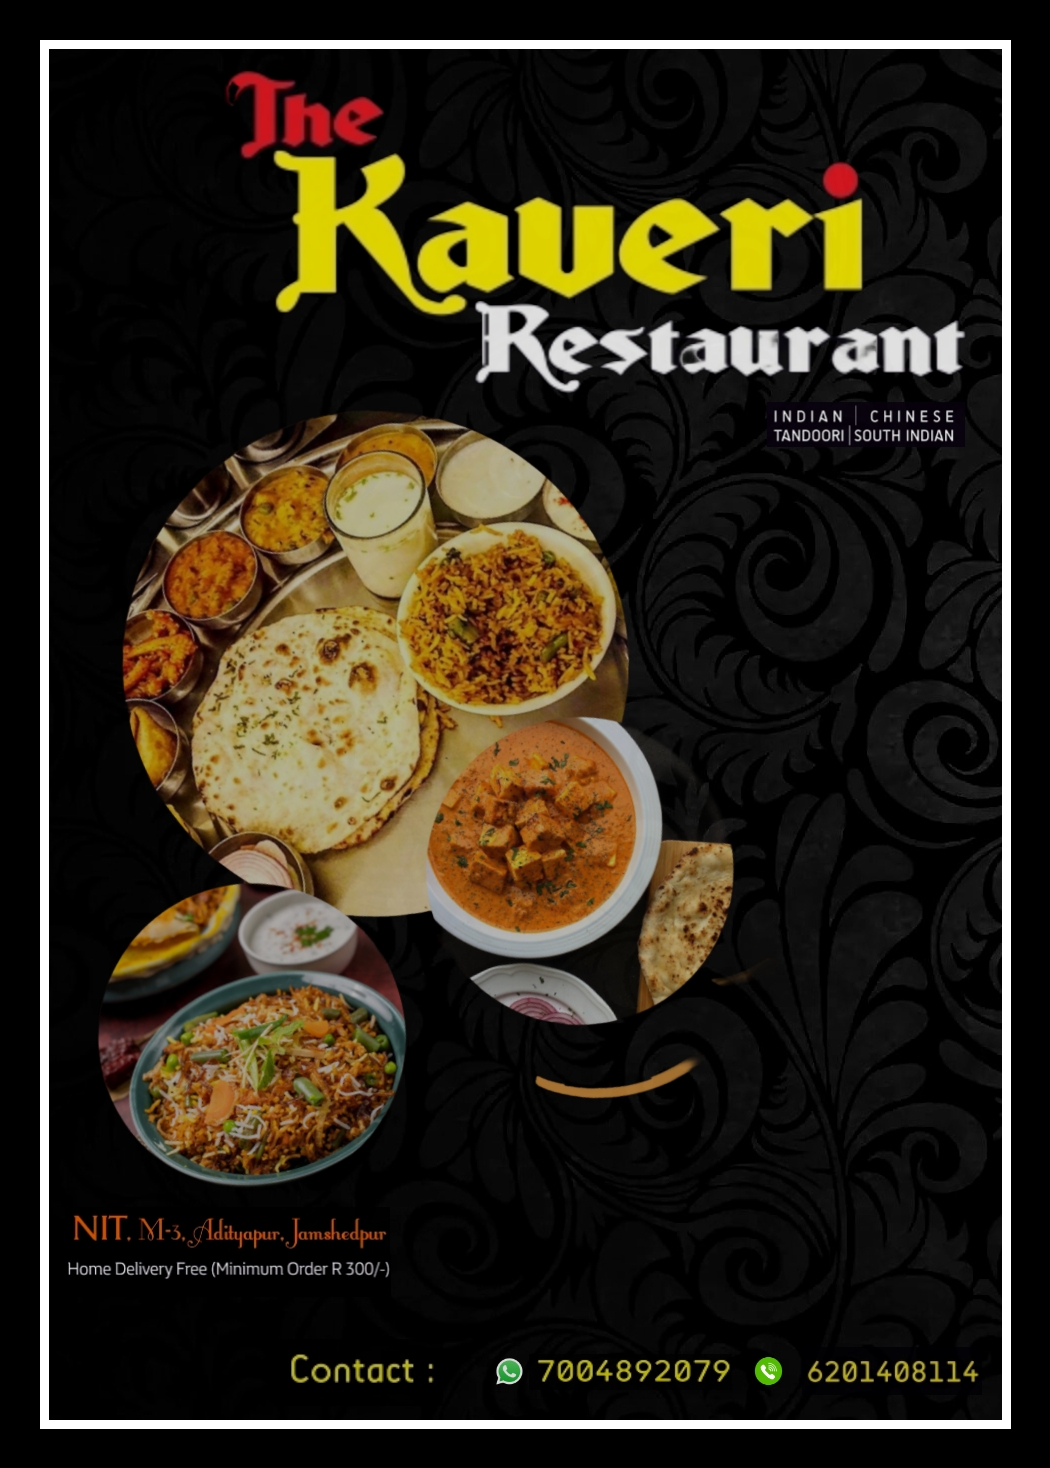 The
Kaveri
Restaurant
INDIAN | CHINESE
TANDOORI | SOUTH INDIAN
NIT, M-3, Adityapur, Jamshedpur
Home Delivery Free (Minimum Order R 300/-)
Contact : 7004892079 6201408114